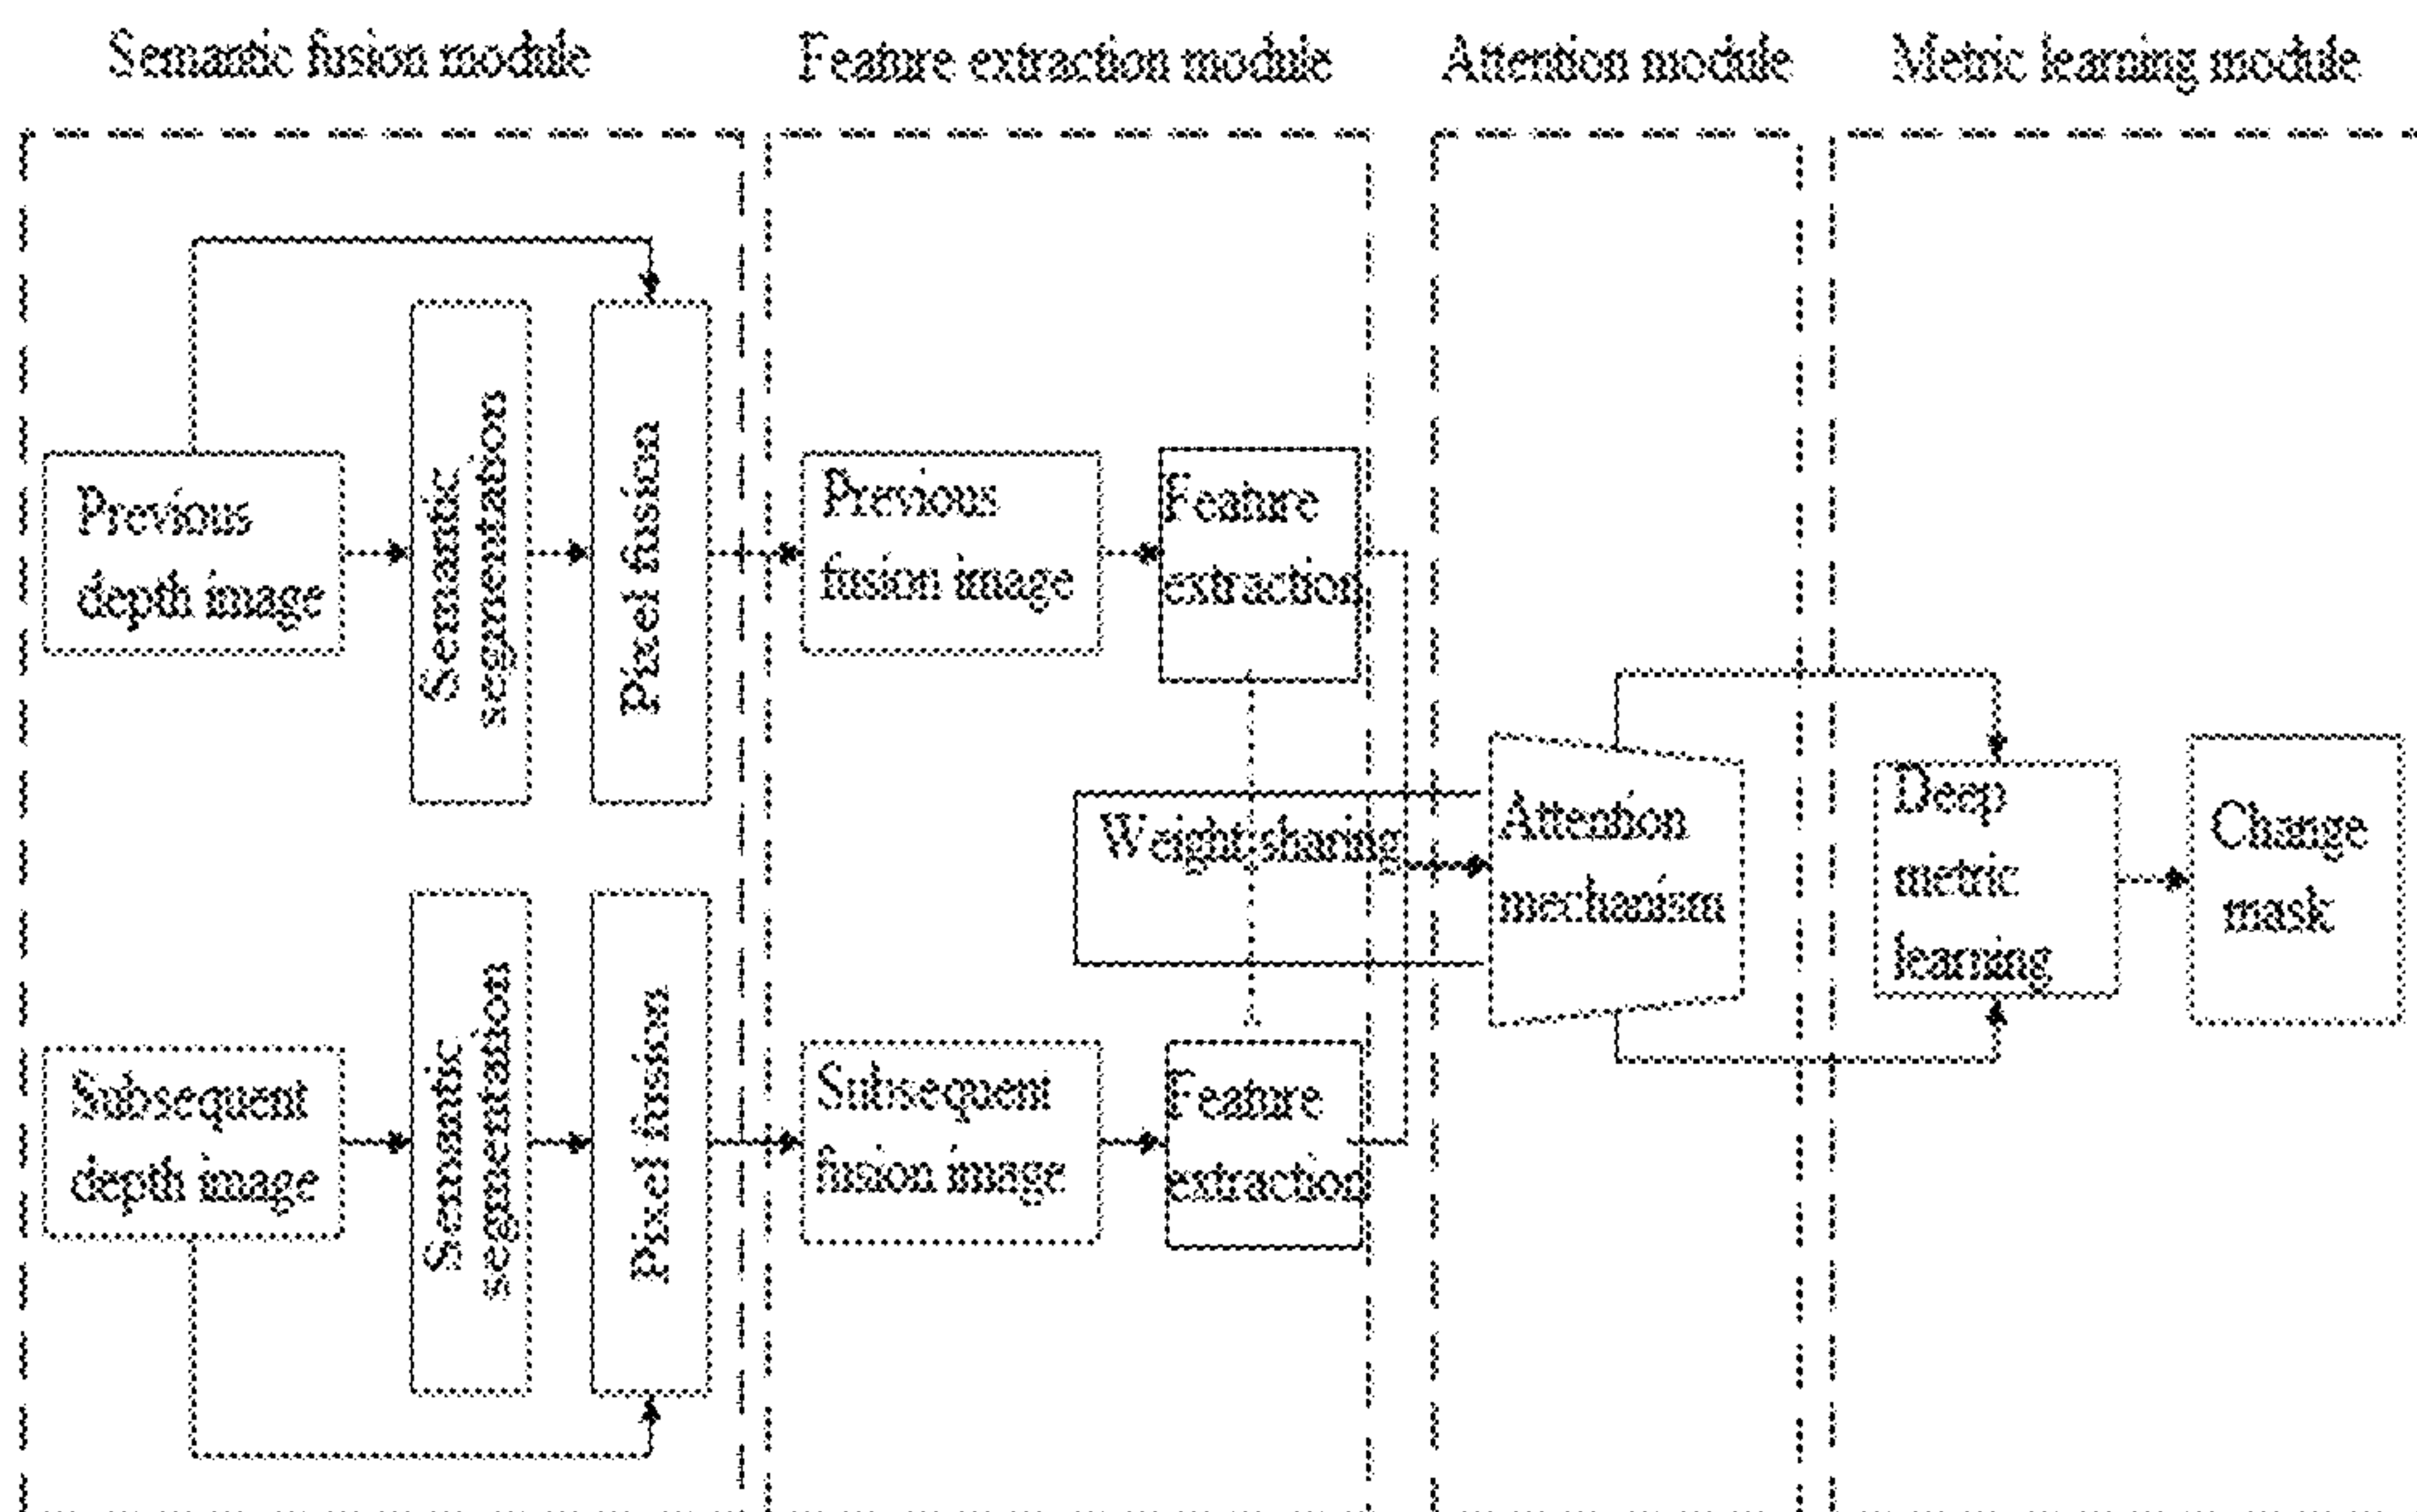 Semantic fusion module
Feature extraction module
Attention module
Metric learning module
Previous
depth image
Semantic
segmentation
Pixel fusion
Previous
fusion image
Feature
extraction
Weight sharing
Attention
mechanism
Deep
metric
learning
Change
mask
Subsequent
depth image
Semantic
segmentation
Pixel fusion
Subsequent
fusion image
Feature
extraction